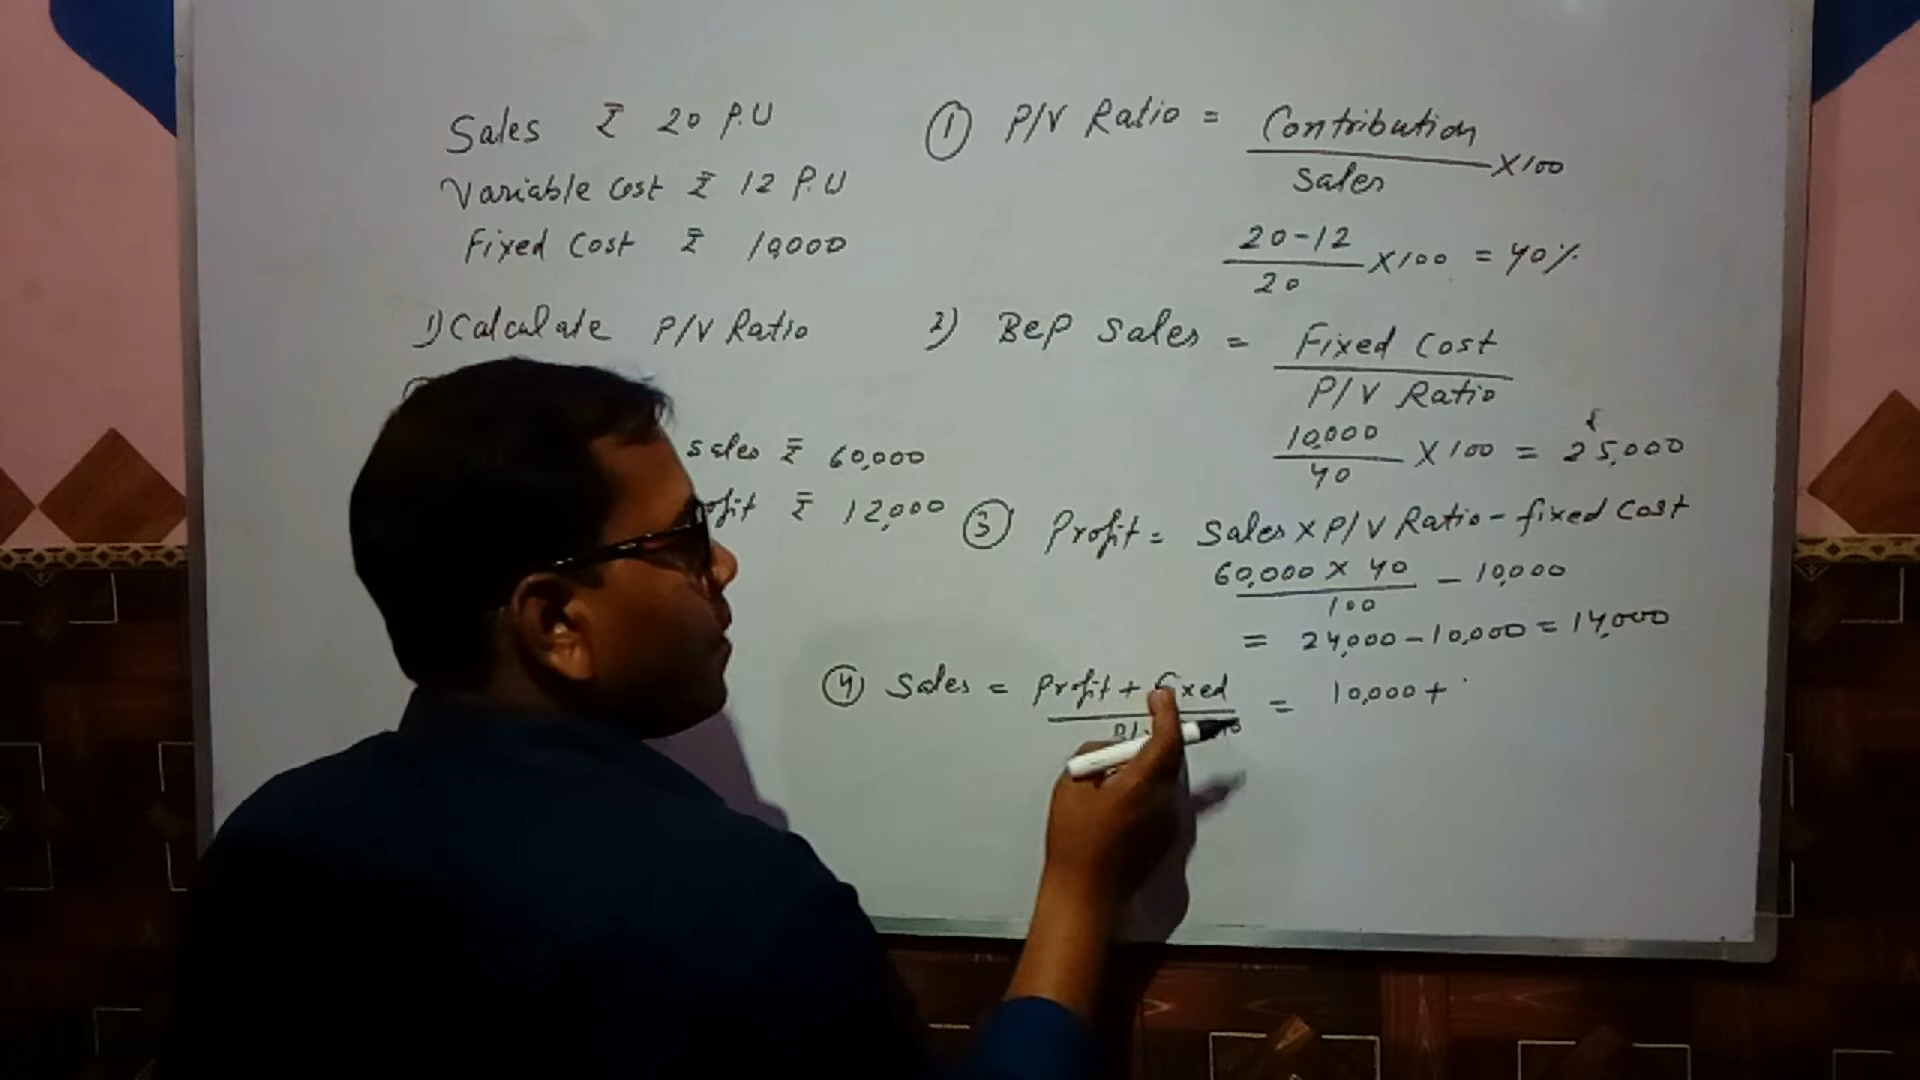 Sales ₹ 20 P.U
Variable Cost ₹ 12 P.U
Fixed Cost ₹ 10,000
1) Calculate P/V Ratio
sales ₹ 60,000
₹ 12,000
① P/V Ratio = Contribution
Sales ×100
20-12
20 ×100 = 40%
2) BeP Sales = Fixed Cost
P/V Ratio
10,000
40 × 100 = 25,000
③ Profit = Sales × P/V Ratio - fixed Cost
60,000 × 40
100 - 10,000
= 24,000 - 10,000 = 14,000
④ Sales = Profit + Fixed = 10,000 +